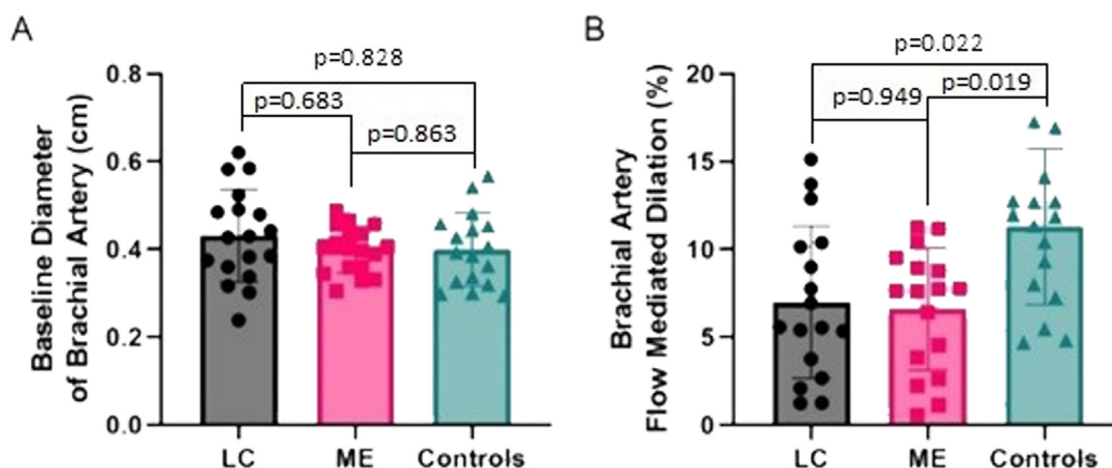 A
Baseline Diameter
of Brachial Artery (cm)
0.8
0.6
0.4
0.2
0.0
p=0.828
p=0.683
p=0.863
LC
ME
Controls
B
Brachial Artery
Flow Mediated Dilation (%)
20
15
10
5
0
p=0.022
p=0.019
p=0.949
LC
ME
Controls